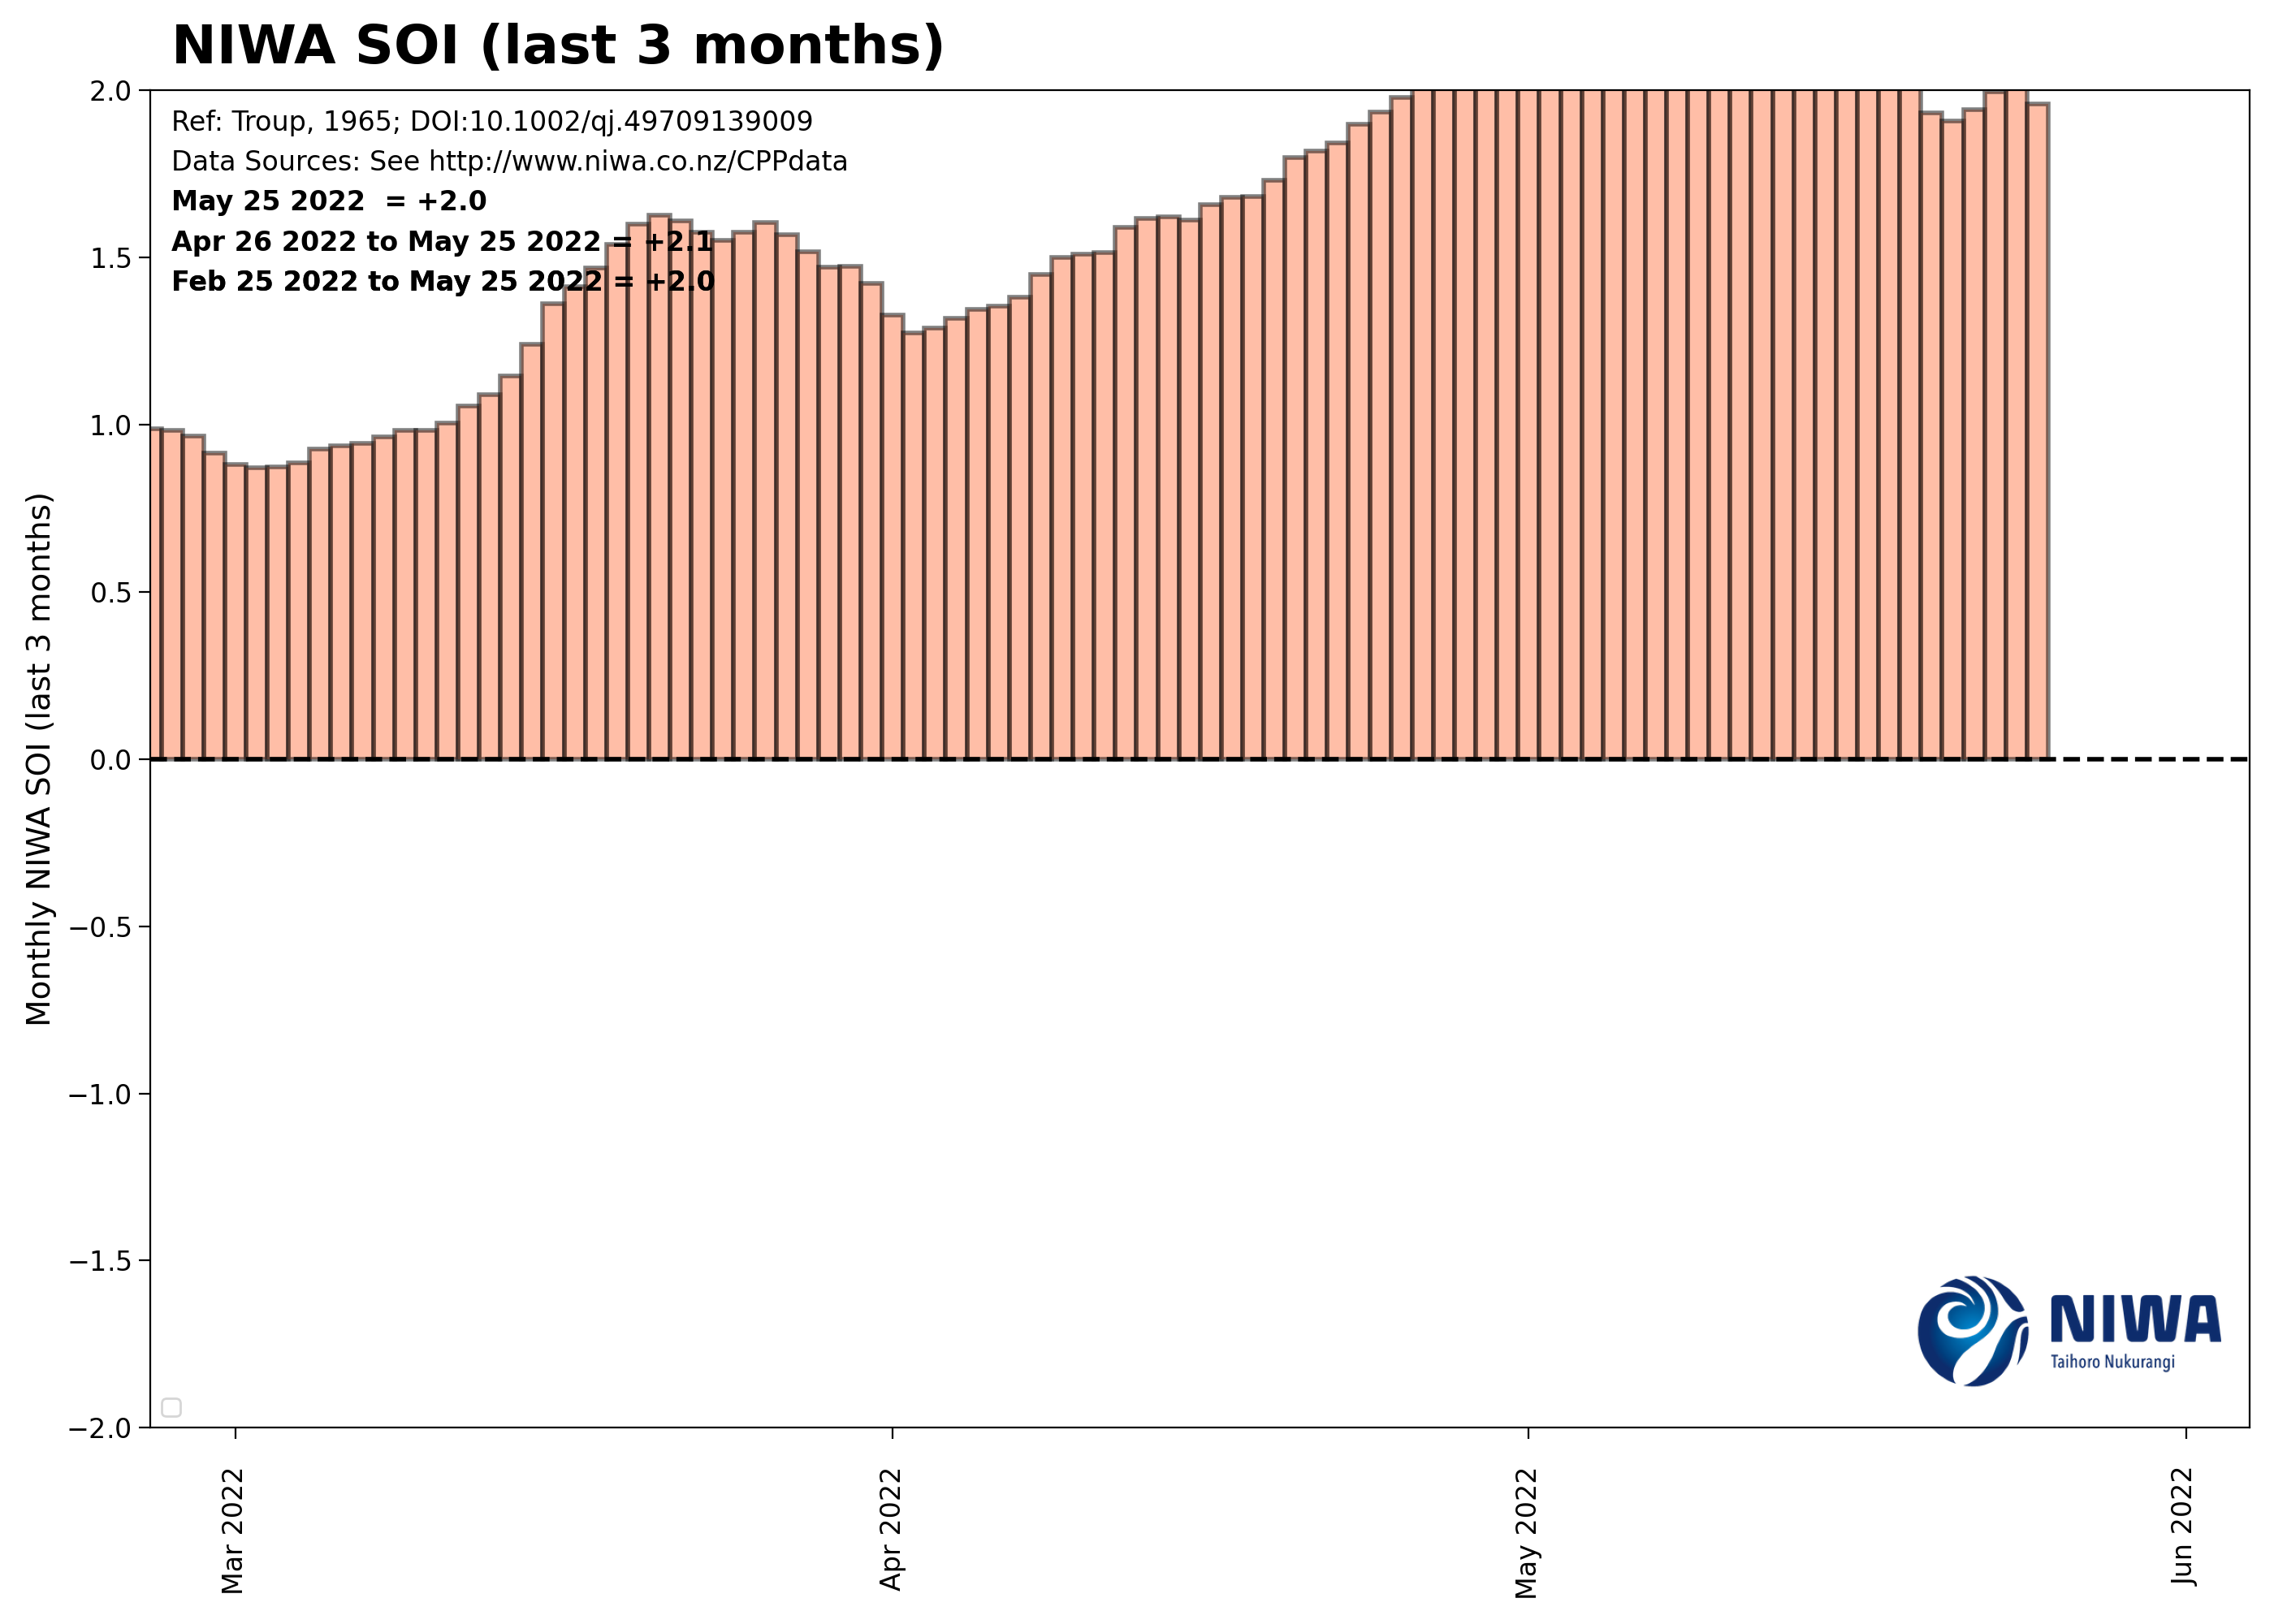 NIWA SOI (last 3 months)
Ref: Troup, 1965; DOI:10.1002/qj.49709139009
Data Sources: See http://www.niwa.co.nz/CPPdata
May 25 2022  = +2.0
Apr 26 2022 to May 25 2022 = +2.1
Feb 25 2022 to May 25 2022 = +2.0
Monthly NIWA SOI (last 3 months)
2.0
1.5
1.0
0.5
0.0
−0.5
−1.0
−1.5
−2.0
Mar 2022
Apr 2022
May 2022
Jun 2022
NIWA
Taihoro Nukurangi